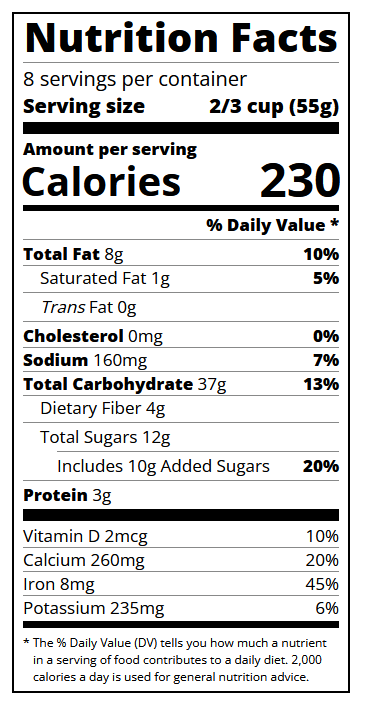 Nutrition Facts
8 servings per container
Serving size 2/3 cup (55g)
Amount per serving
Calories 230
% Daily Value *
Total Fat 8g 10%
Saturated Fat 1g 5%
Trans Fat 0g
Cholesterol 0mg 0%
Sodium 160mg 7%
Total Carbohydrate 37g 13%
Dietary Fiber 4g
Total Sugars 12g
Includes 10g Added Sugars 20%
Protein 3g
Vitamin D 2mcg 10%
Calcium 260mg 20%
Iron 8mg 45%
Potassium 235mg 6%
* The % Daily Value (DV) tells you how much a nutrient
in a serving of food contributes to a daily diet. 2,000
calories a day is used for general nutrition advice.